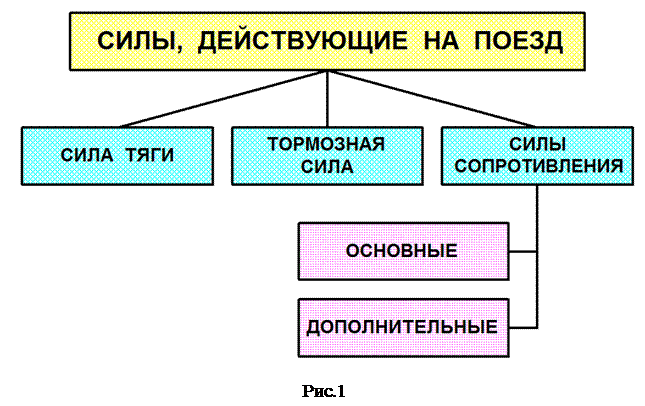 СИЛЫ, ДЕЙСТВУЮЩИЕ НА ПОЕЗД
СИЛА ТЯГИ
ТОРМОЗНАЯ
СИЛА
СИЛЫ
СОПРОТИВЛЕНИЯ
ОСНОВНЫЕ
ДОПОЛНИТЕЛЬНЫЕ
Рис.1